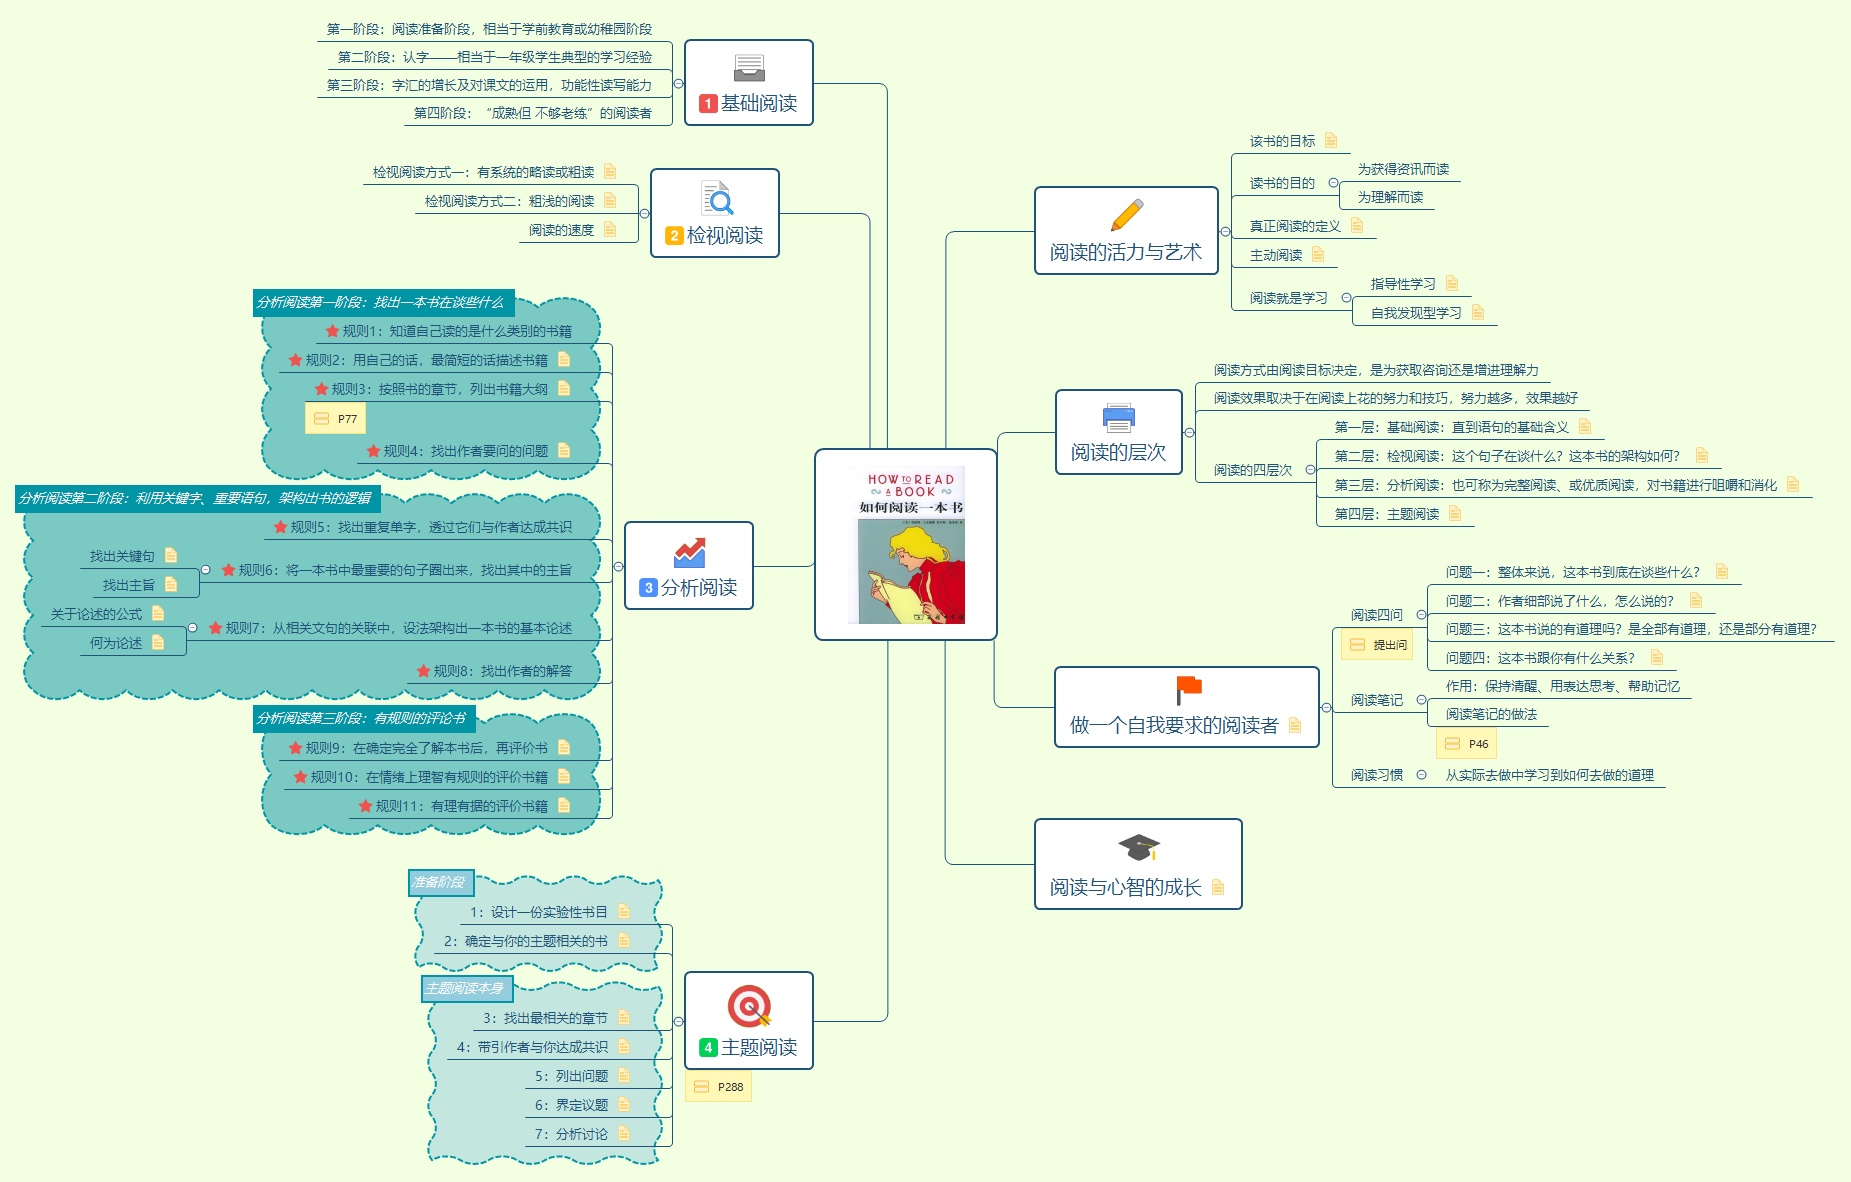 HOW TO READ
A BOOK
如何阅读一本书
阅读的活力与艺术
该书的目标
读书的目的
为获得资讯而读
为理解而读
真正阅读的定义
主动阅读
阅读就是学习
指导性学习
自我发现型学习
阅读的层次
阅读方式由阅读目标决定，是为获取咨询还是增进理解力
阅读效果取决于在阅读上花的努力和技巧，努力越多，效果越好
阅读的四层次
第一层：基础阅读：直到语句的基础含义
第二层：检视阅读：这个句子在谈什么？这本书的架构如何？
第三层：分析阅读：也可称为完整阅读、或优质阅读，对书籍进行咀嚼和消化
第四层：主题阅读
做一个自我要求的阅读者
阅读四问
提出问
问题一：整体来说，这本书到底在谈些什么？
问题二：作者细部说了什么，怎么说的？
问题三：这本书说的有道理吗？是全部有道理，还是部分有道理？
问题四：这本书跟你有什么关系？
阅读笔记
作用：保持清醒、用表达思考、帮助记忆
阅读笔记的做法
P46
阅读习惯
从实际去做中学习到如何去做的道理
阅读与心智的成长
1 基础阅读
第一阶段：阅读准备阶段，相当于学前教育或幼稚园阶段
第二阶段：认字——相当于一年级学生典型的学习经验
第三阶段：字汇的增长及对课文的运用，功能性读写能力
第四阶段：“成熟但 不够老练”的阅读者
2 检视阅读
检视阅读方式一：有系统的略读或粗读
检视阅读方式二：粗浅的阅读
阅读的速度
3 分析阅读
分析阅读第一阶段：找出一本书在谈些什么
规则1：知道自己读的是什么类别的书籍
规则2：用自己的话，最简短的话描述书籍
规则3：按照书的章节，列出书籍大纲
P77
规则4：找出作者要问的问题
分析阅读第二阶段：利用关键字、重要语句，架构出书的逻辑
规则5：找出重复单字，透过它们与作者达成共识
规则6：将一本书中最重要的句子圈出来，找出其中的主旨
找出关键句
找出主旨
规则7：从相关文句的关联中，设法架构出一本书的基本论述
关于论述的公式
何为论述
规则8：找出作者的解答
分析阅读第三阶段：有规则的评论书
规则9：在确定完全了解本书后，再评价书
规则10：在情绪上理智有规则的评价书籍
规则11：有理有据的评价书籍
4 主题阅读
P288
准备阶段
1：设计一份实验性书目
2：确定与你的主题相关的书
主题阅读本身
3：找出最相关的章节
4：带引作者与你达成共识
5：列出问题
6：界定议题
7：分析讨论